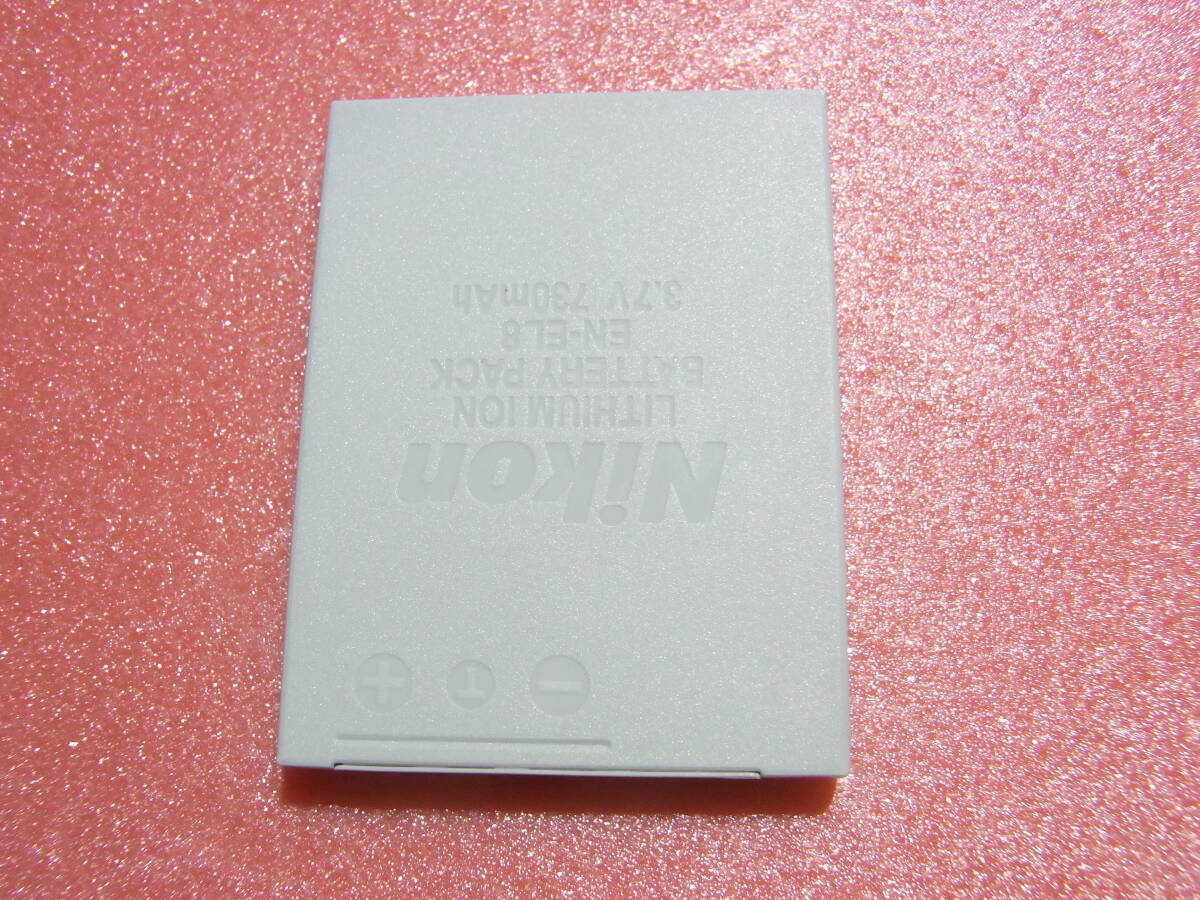 Nikon
LITHIUM ION
BATTERY PACK
EN-EL8
3.7V 730mAh
− T +